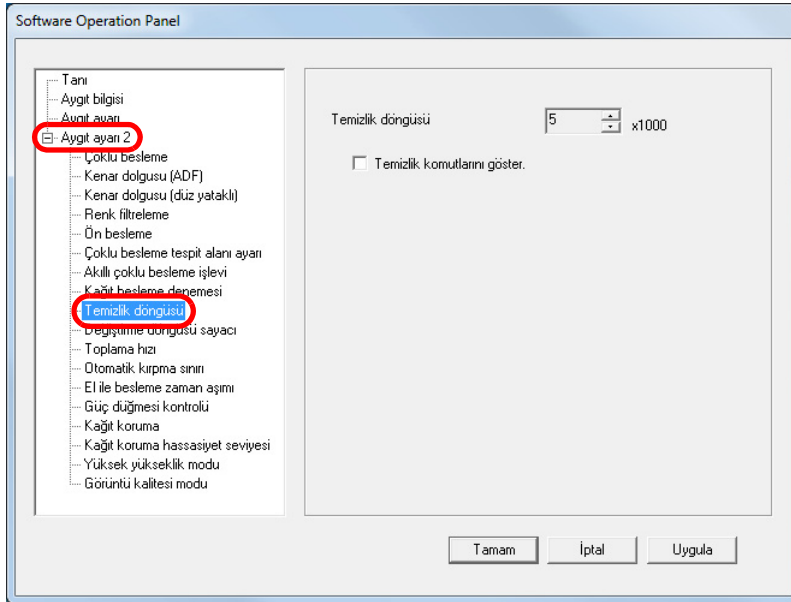 Software Operation Panel
Tanı
Aygıt bilgisi
Aygıt ayarı
Aygıt ayarı 2
Çoklu besleme
Kenar dolgusu (ADF)
Kenar dolgusu (düz yataklı)
Renk filtreleme
Ön besleme
Çoklu besleme tespit alanı ayarı
Akıllı çoklu besleme işlevi
Kağıt besleme denemesi
Temizlik döngüsü
Değiştirme döngüsü sayacı
Toplama hızı
Otomatik kırpma sınırı
El ile besleme zaman aşımı
Güç düğmesi kontrolü
Kağıt koruma
Kağıt koruma hassasiyet seviyesi
Yüksek yükseklik modu
Görüntü kalitesi modu
Temizlik döngüsü 5 x1000
Temizlik komutlarını göster.
Tamam İptal Uygula